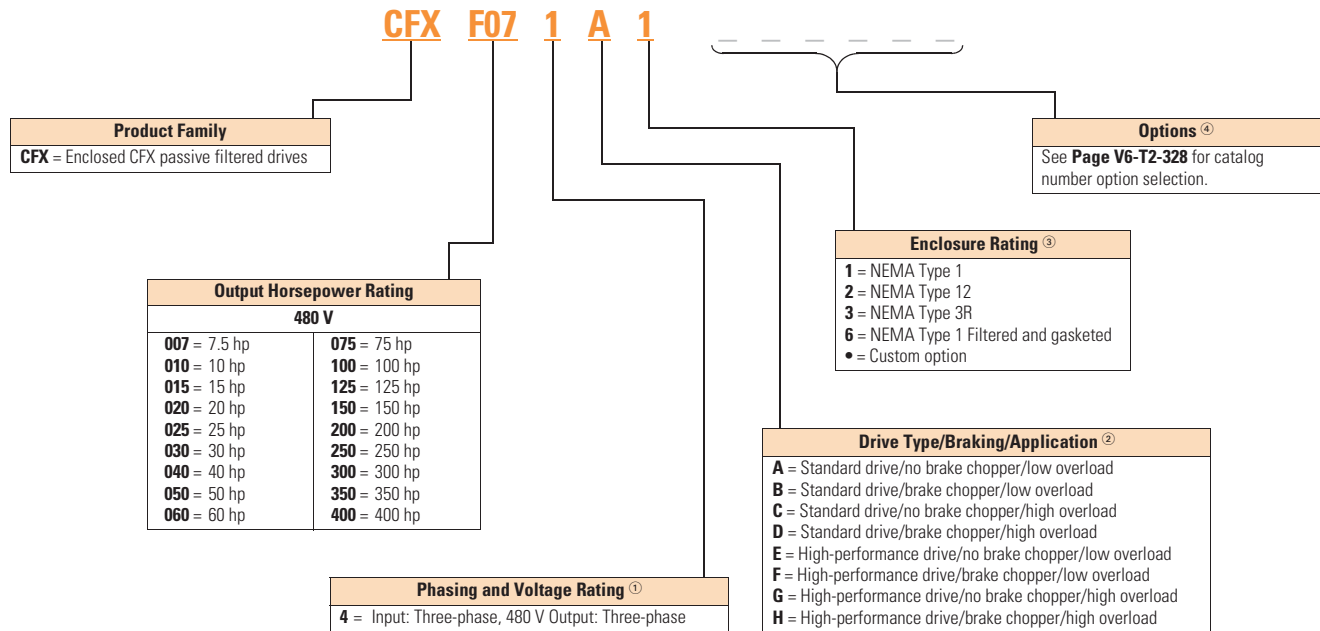 CFX F07 1 A 1 _ _ _ _ _ _
Product Family
CFX = Enclosed CFX passive filtered drives
Options ④
See Page V6-T2-328 for catalog
number option selection.
Enclosure Rating ③
1 = NEMA Type 1
2 = NEMA Type 12
3 = NEMA Type 3R
6 = NEMA Type 1 Filtered and gasketed
• = Custom option
Output Horsepower Rating
480 V
007 = 7.5 hp
010 = 10 hp
015 = 15 hp
020 = 20 hp
025 = 25 hp
030 = 30 hp
040 = 40 hp
050 = 50 hp
060 = 60 hp
075 = 75 hp
100 = 100 hp
125 = 125 hp
150 = 150 hp
200 = 200 hp
250 = 250 hp
300 = 300 hp
350 = 350 hp
400 = 400 hp
Drive Type/Braking/Application ②
A = Standard drive/no brake chopper/low overload
B = Standard drive/brake chopper/low overload
C = Standard drive/no brake chopper/high overload
D = Standard drive/brake chopper/high overload
E = High-performance drive/no brake chopper/low overload
F = High-performance drive/brake chopper/low overload
G = High-performance drive/no brake chopper/high overload
H = High-performance drive/brake chopper/high overload
Phasing and Voltage Rating ①
4 = Input: Three-phase, 480 V Output: Three-phase